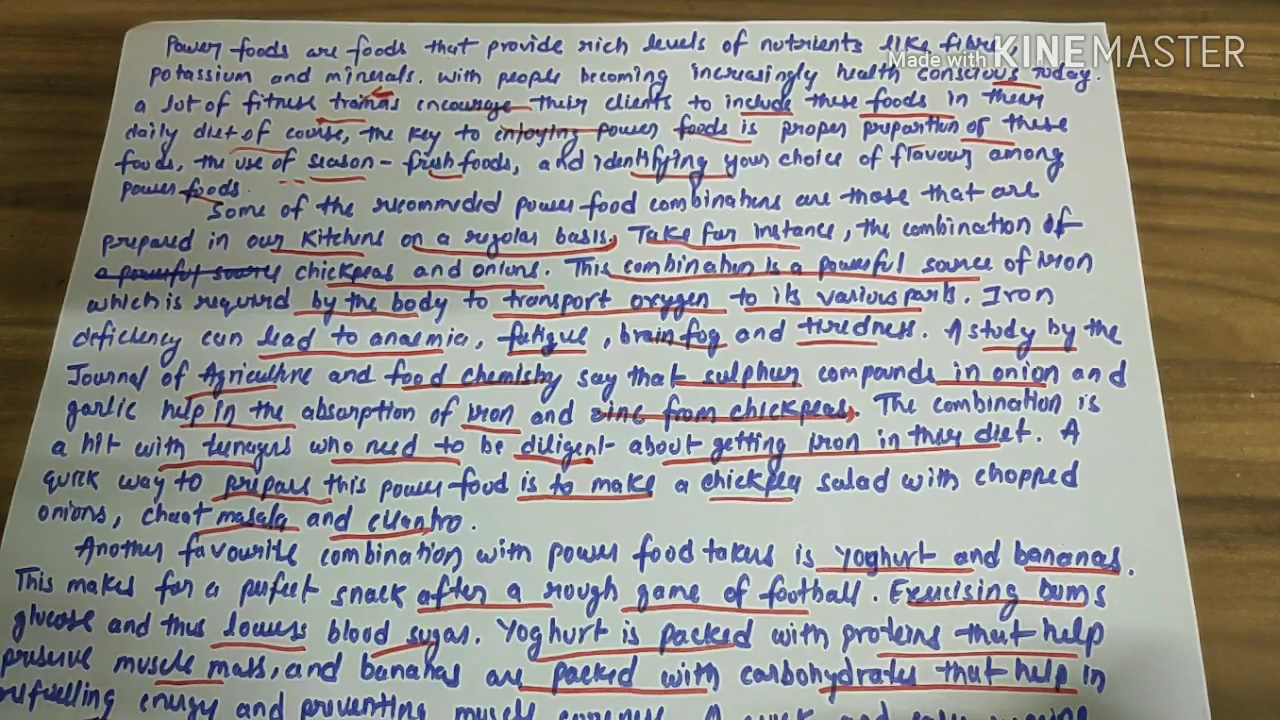 Power foods are foods that provide rich levels of nutrients like fibre,
Made with KINEMASTER
potassium and minerals. With people becoming increasingly health conscious today.
a lot of fitness trainas encourage their clients to include these foods in their
daily diet of course, the key to injoying power foods is proper prepartion of these
foods, the use of season - fresh foods, and identifying your choice of flavour among
power foods.
Some of the recommended power food combinations are those that are
prepared in our kitchens on a regular basis. Take for instance, the combination of
a powerful source chickpeas and onions. This combination is a powerful source of iron
which is required by the body to transport oxygen to its various parts. Iron
deficiency can lead to anaemia, fatigue, brain fog and tiredness. A study by the
Journal of Agriculture and food chemistry say that sulphur compounds in onion and
garlic help in the absorption of iron and zinc from chickpeas. The combination is
a hit with teenagers who need to be diligent about getting iron in their diet. A
quick way to prepare this power food is to make a chickpea salad with chopped
onions, chaat masala and cilantro.
Another favourite combination with power food takers is yoghurt and bananas.
This makes for a perfect snack after a rough game of football. Exercising burns
glucose and thus lowers blood sugar. Yoghurt is packed with proteins that help
preserve muscle mass, and bananas are packed with carbohydrates that help in
refuelling energy and preventing muscle soreness. A quick and easy